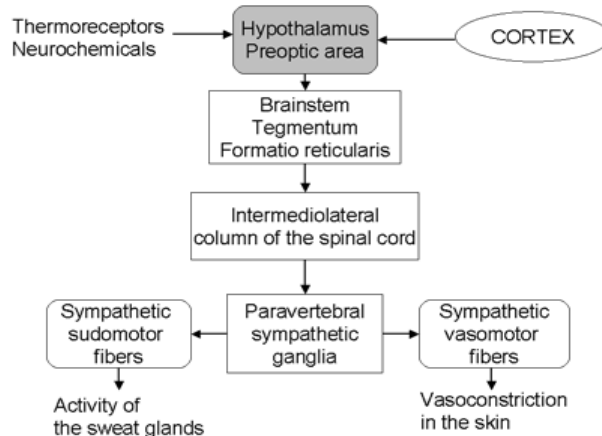 Thermoreceptors
Neurochemicals
Hypothalamus
Preoptic area
CORTEX
Brainstem
Tegmentum
Formatio reticularis
Intermediolateral
column of the spinal cord
Sympathetic
sudomotor
fibers
Paravertebral
sympathetic
ganglia
Sympathetic
vasomotor
fibers
Activity of
the sweat glands
Vasoconstriction
in the skin